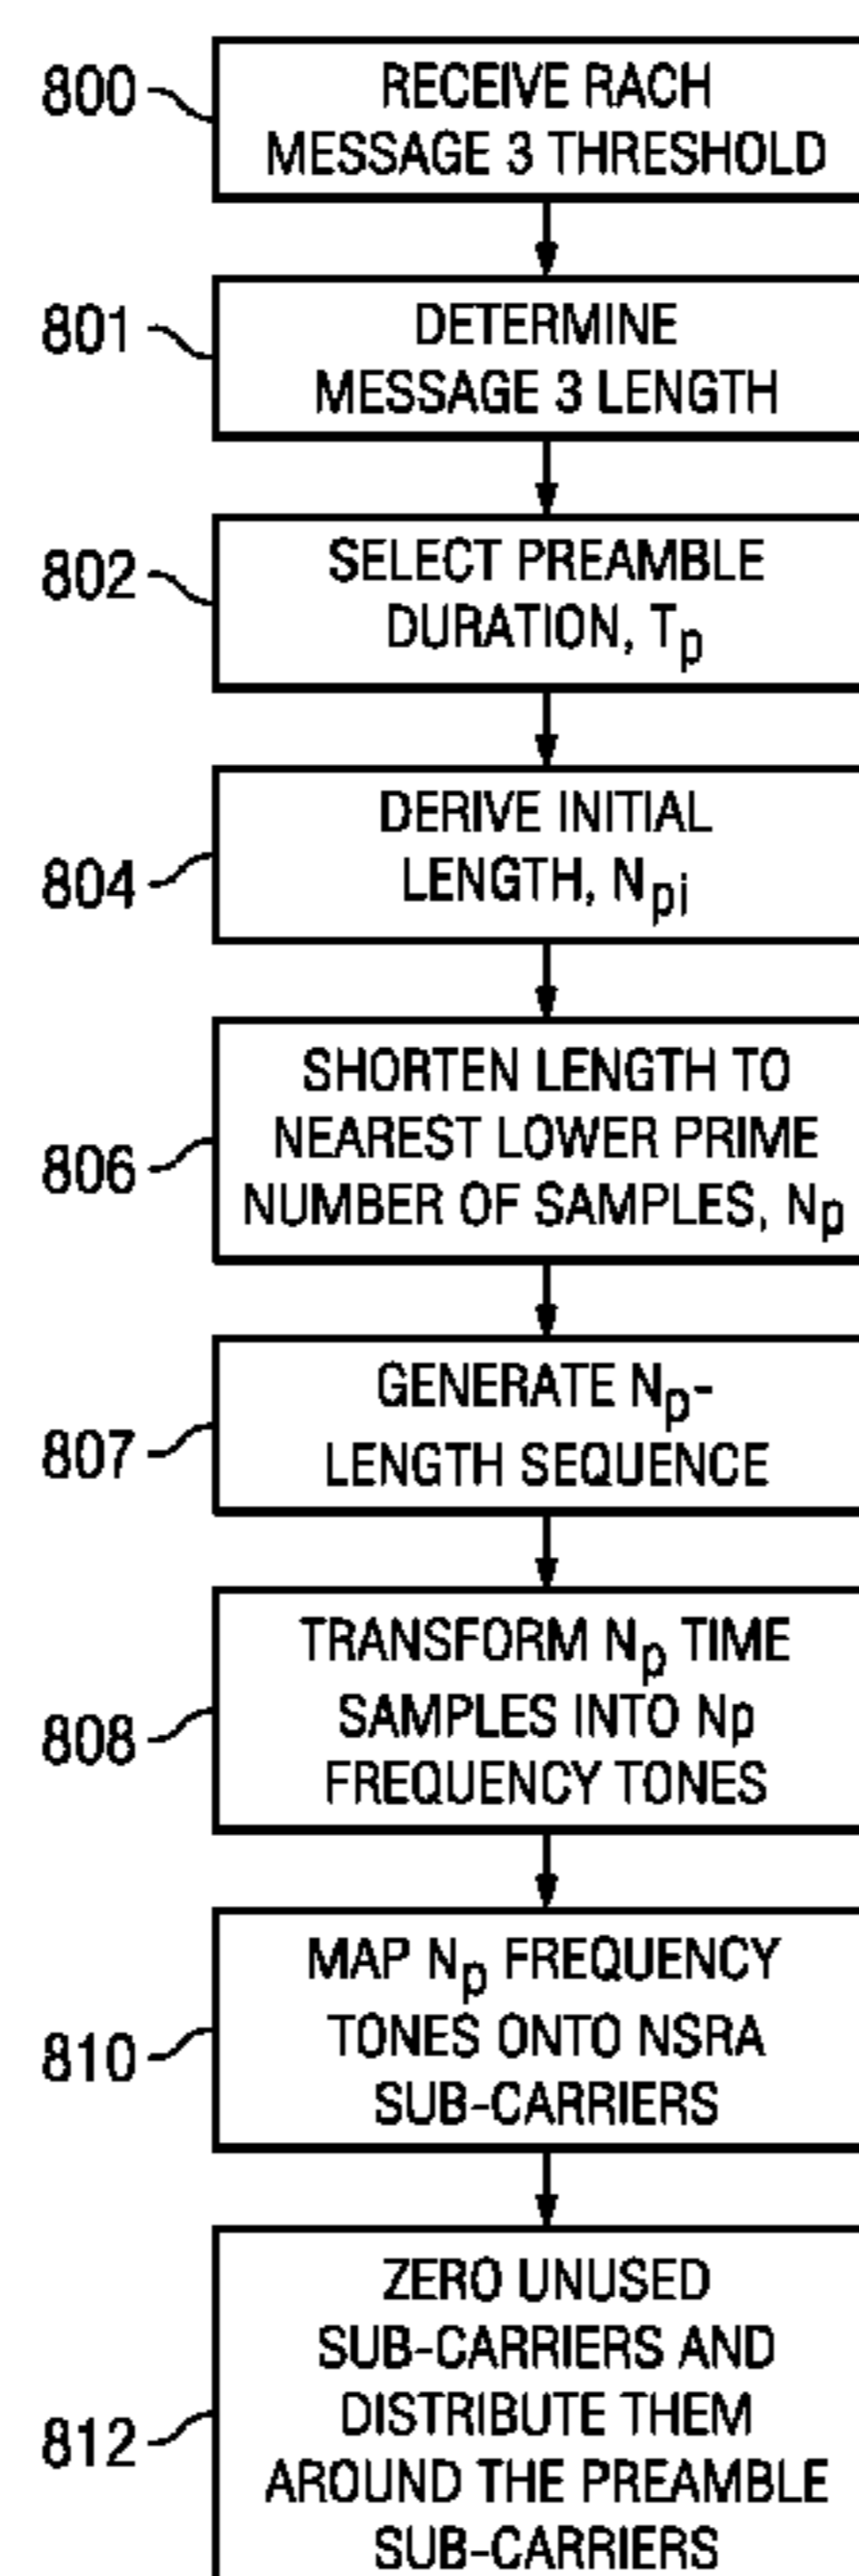 800
RECEIVE RACH
MESSAGE 3 THRESHOLD
801
DETERMINE
MESSAGE 3 LENGTH
802
SELECT PREAMBLE
DURATION, Tp
804
DERIVE INITIAL
LENGTH, Npi
806
SHORTEN LENGTH TO
NEAREST LOWER PRIME
NUMBER OF SAMPLES, Np
807
GENERATE Np-
LENGTH SEQUENCE
808
TRANSFORM Np TIME
SAMPLES INTO Np
FREQUENCY TONES
810
MAP Np FREQUENCY
TONES ONTO NSRA
SUB-CARRIERS
812
ZERO UNUSED
SUB-CARRIERS AND
DISTRIBUTE THEM
AROUND THE PREAMBLE
SUB-CARRIERS